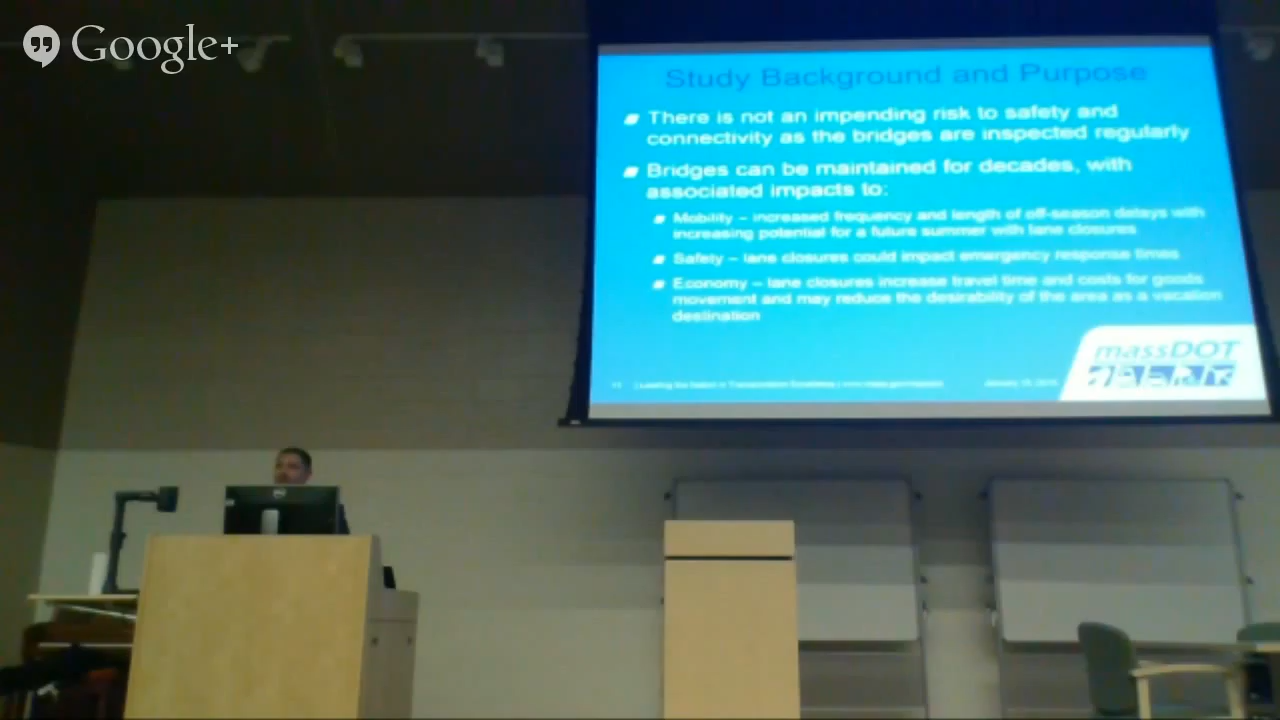 Google+
Study Background and Purpose
There is not an impending risk to safety and
connectivity as the bridges are inspected regularly
Bridges can be maintained for decades, with
associated impacts to:
Mobility – increased frequency and length of off-season delays with
increasing potential for a future summer with lane closures
Safety – lane closures could impact emergency response times
Economy – lane closures increase travel time and costs for goods
movement and may reduce the desirability of the area as a vacation
destination
massDOT